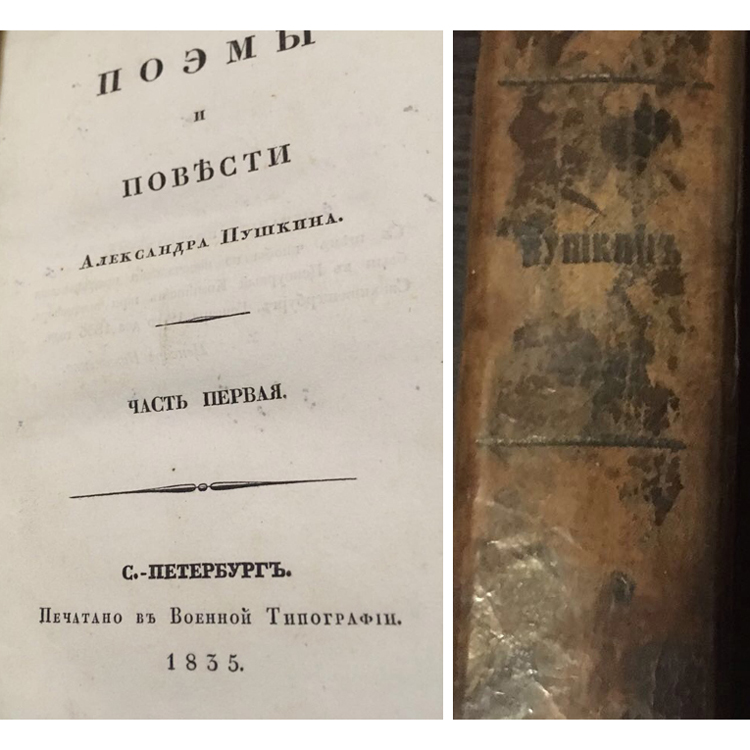 ПОЭМЫ
И
ПОВѢСТИ
АЛЕКСАНДРА ПУШКИНА.
ЧАСТЬ ПЕРВАЯ.
С.-ПЕТЕРБУРГЪ.
ПЕЧАТАНО ВЪ ВОЕННОЙ ТИПОГРАФІИ.
1835.
ПУШКИНЪ